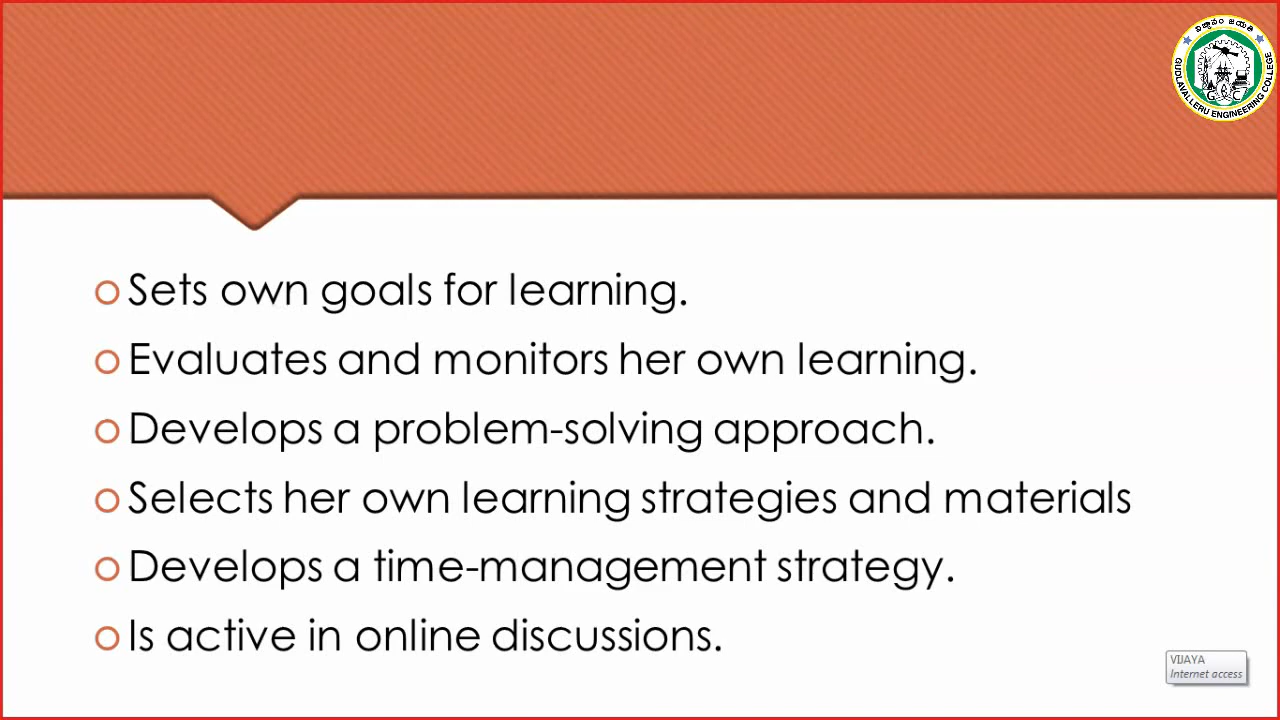 GUDLAVALLERU ENGINEERING COLLEGE
Sets own goals for learning.
Evaluates and monitors her own learning.
Develops a problem-solving approach.
Selects her own learning strategies and materials
Develops a time-management strategy.
Is active in online discussions.
VIJAYA
Internet access